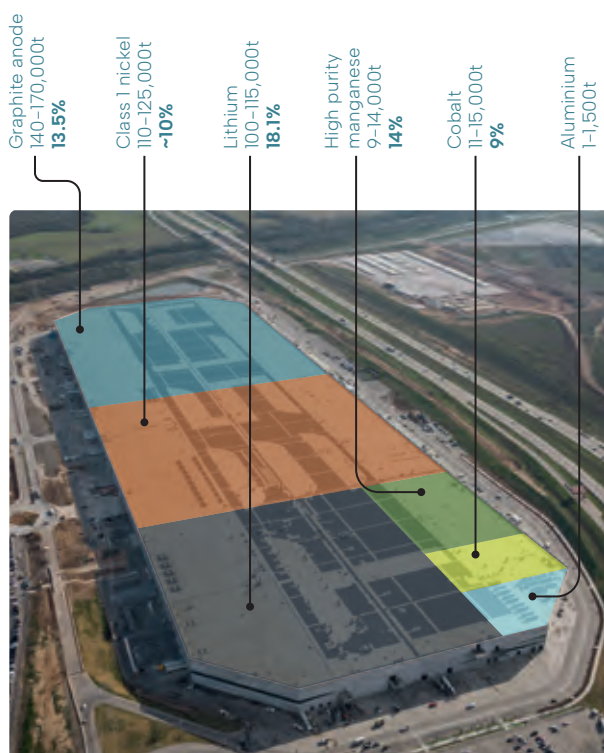 Graphite anode
140–170,000t
13.5%
Class 1 nickel
110–125,000t
~10%
Lithium
100–115,000t
18.1%
High purity
manganese
9–14,000t
14%
Cobalt
11–15,000t
9%
Aluminium
1–1,500t